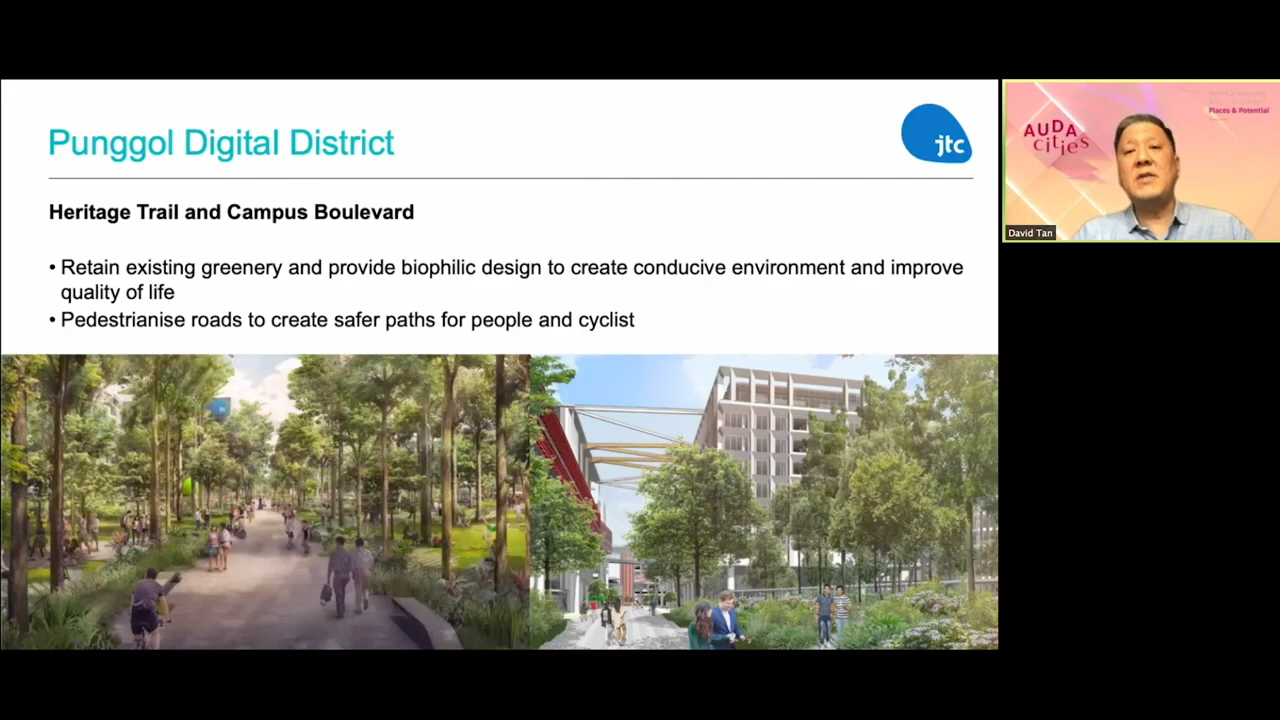 Punggol Digital District
jtc
Heritage Trail and Campus Boulevard
• Retain existing greenery and provide biophilic design to create conducive environment and improve
quality of life
• Pedestrianise roads to create safer paths for people and cyclist
AUDA
cities
Places & Potential
David Tan